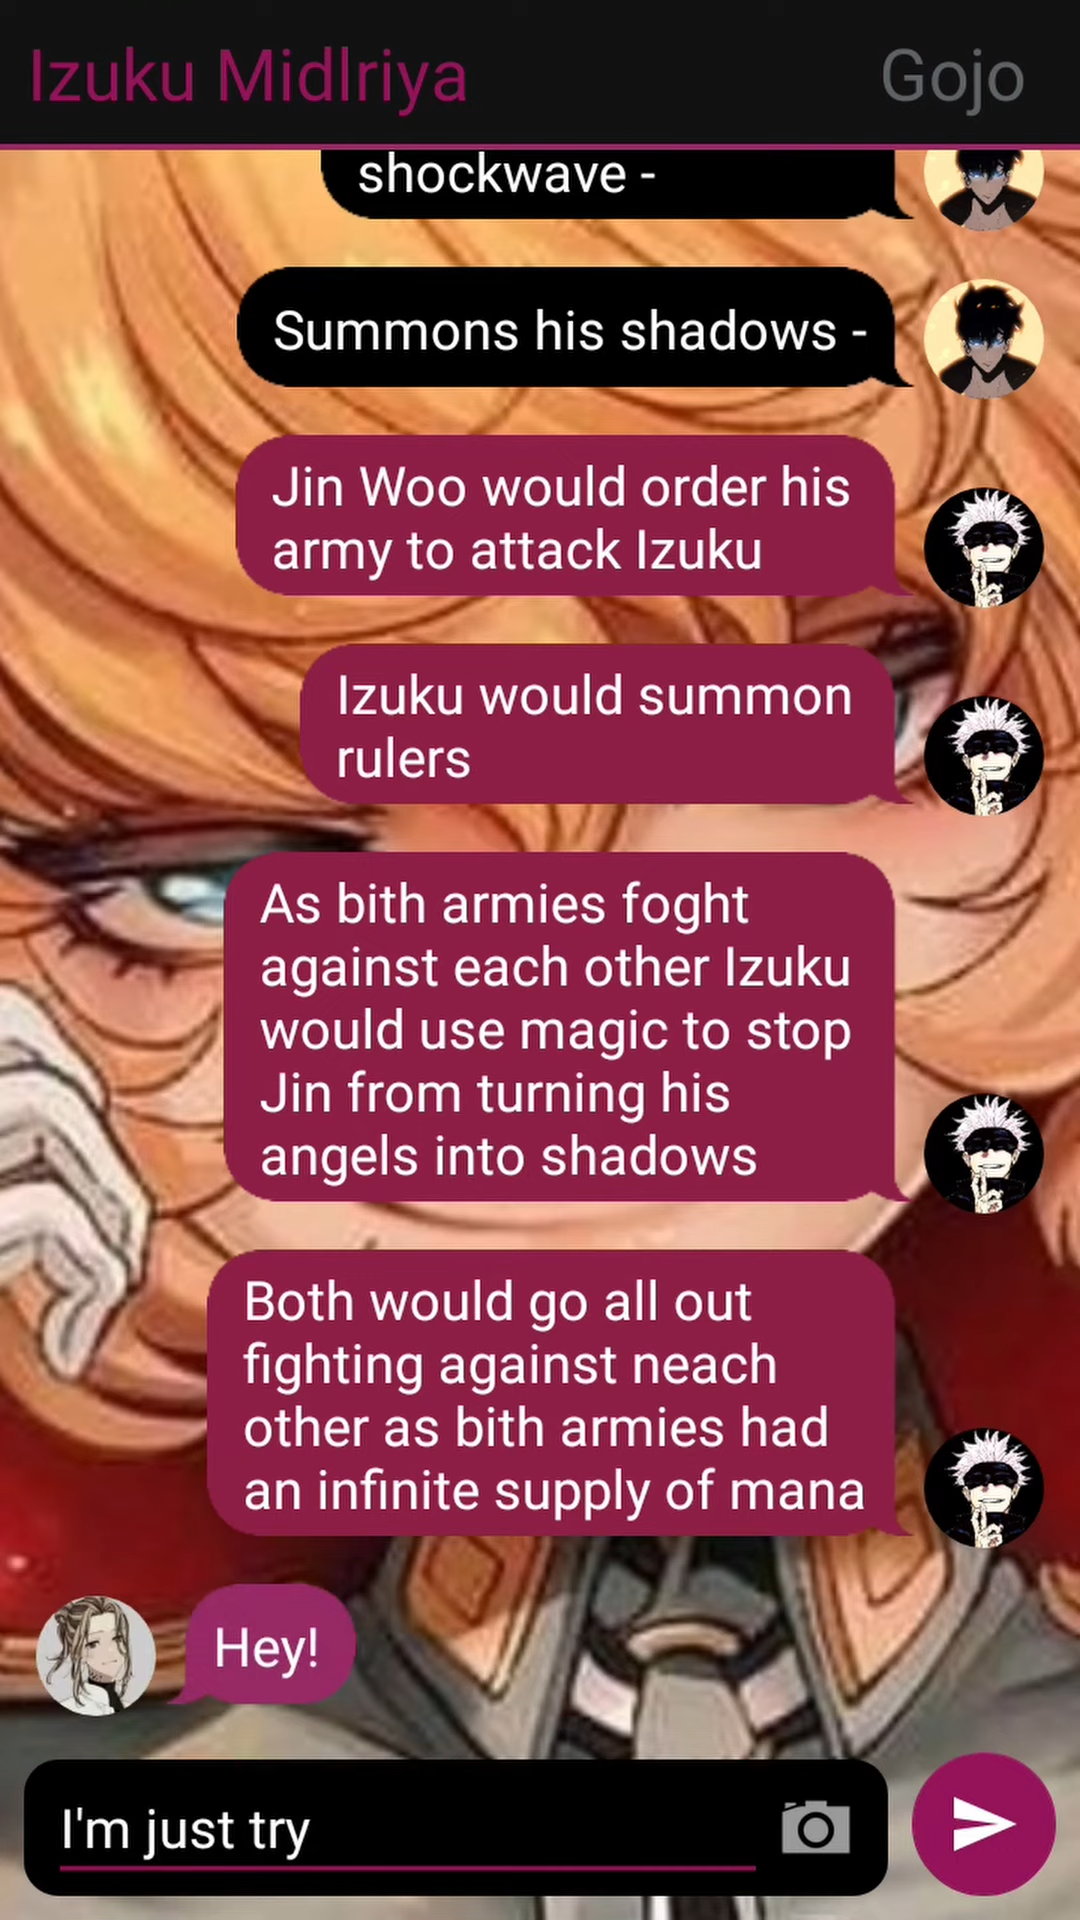 Izuku Midlriya Gojo
shockwave -
Summons his shadows -
Jin Woo would order his
army to attack Izuku
Izuku would summon
rulers
As bith armies foght
against each other Izuku
would use magic to stop
Jin from turning his
angels into shadows
Both would go all out
fighting against neach
other as bith armies had
an infinite supply of mana
Hey!
I'm just try